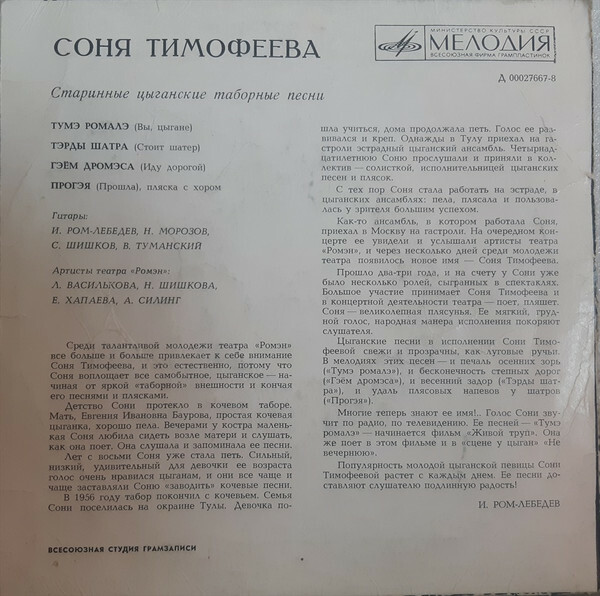 СОНЯ ТИМОФЕЕВА
МИНИСТЕРСТВО КУЛЬТУРЫ СССР
МЕЛОДИЯ
ВСЕСОЮЗНАЯ ФИРМА ГРАМПЛАСТИНОК
Д 00027667-8
Старинные цыганские таборные песни
ТУМЭ РОМАЛЭ (Вы, цыгане)
ТЭРДЫ ШАТРА (Стоит шатер)
ГЭЁМ ДРОМЭСА (Иду дорогой)
ПРОГЭЯ (Прошла), пляска с хором
Гитары:
И. РОМ-ЛЕБЕДЕВ, Н. МОРОЗОВ,
С. ШИШКОВ, В. ТУМАНСКИЙ
Артисты театра «Ромэн»:
Л. ВАСИЛЬКОВА, Н. ШИШКОВА,
Е. ХАПАЕВА, А. СИЛИНГ
Среди талантливой молодежи театра «Ромэн»
все больше и больше привлекает к себе внимание
Соня Тимофеева, и это естественно, потому что
Соня воплощает все самобытное, цыганское — на-
чиная от яркой «таборной» внешности и кончая
его песнями и плясками.
Детство Сони протекло в кочевом таборе.
Мать, Евгения Ивановна Баурова, простая кочевая
цыганка, хорошо пела. Вечерами у костра малень-
кая Соня любила сидеть возле матери и слушать,
как она поет. Она слушала и запоминала ее песни.
Лет с восьми Соня уже стала петь. Сильный,
низкий, удивительный для девочки ее возраста
голос очень нравился цыганам, и они все чаще и
чаще заставляли Соню «заводить» кочевые песни.
В 1956 году табор покончил с кочевьем. Семья
Сони поселилась на окраине Тулы. Девочка по-
шла учиться, дома продолжала петь. Голос ее раз-
вивался и креп. Однажды в Тулу приехал на га-
строли эстрадный цыганский ансамбль. Четырнад-
цатилетнюю Соню прослушали и приняли в кол-
лектив — солисткой, исполнительницей цыганских
песен и плясок.
С тех пор Соня стала работать на эстраде, в
цыганских ансамблях: пела, плясала и пользова-
лась у зрителя большим успехом.
Как-то ансамбль, в котором работала Соня,
приехал в Москву на гастроли. На очередном кон-
церте ее увидели и услышали артисты театра
«Ромэн», и через несколько дней среди молодежи
театра появилось новое имя — Соня Тимофеева.
Прошло два-три года, и на счету у Сони уже
было несколько ролей, сыгранных в спектаклях.
Большое участие принимает Соня Тимофеева и
в концертной деятельности театра — поет, пляшет.
Соня — великолепная плясунья. Ее мягкий, груд-
ной голос, народная манера исполнения покоряют
слушателя.
Цыганские песни в исполнении Сони Тимо-
феевой свежи и прозрачны, как луговые ручьи.
В мелодиях этих песен — и печаль осенних зорь
(«Тумэ ромалэ»), и бесконечность степных дорог
(«Гэём дромэса»), и весенний задор («Тэрды шат-
ра»), и удаль плясовых напевов у шатров
(«Прогэя»).
Многие теперь знают ее имя!.. Голос Сони зву-
чит по радио, по телевидению. Ее песней — «Тумэ
ромалэ» — начинается фильм «Живой труп». Она
же поет в этом фильме и в «сцене у цыган» «Не
вечернюю».
Популярность молодой цыганской певицы Сони
Тимофеевой растет с каждым днем. Ее песни до-
ставляют слушателю подлинную радость!
И. РОМ-ЛЕБЕДЕВ
ВСЕСОЮЗНАЯ СТУДИЯ ГРАМЗАПИСИ